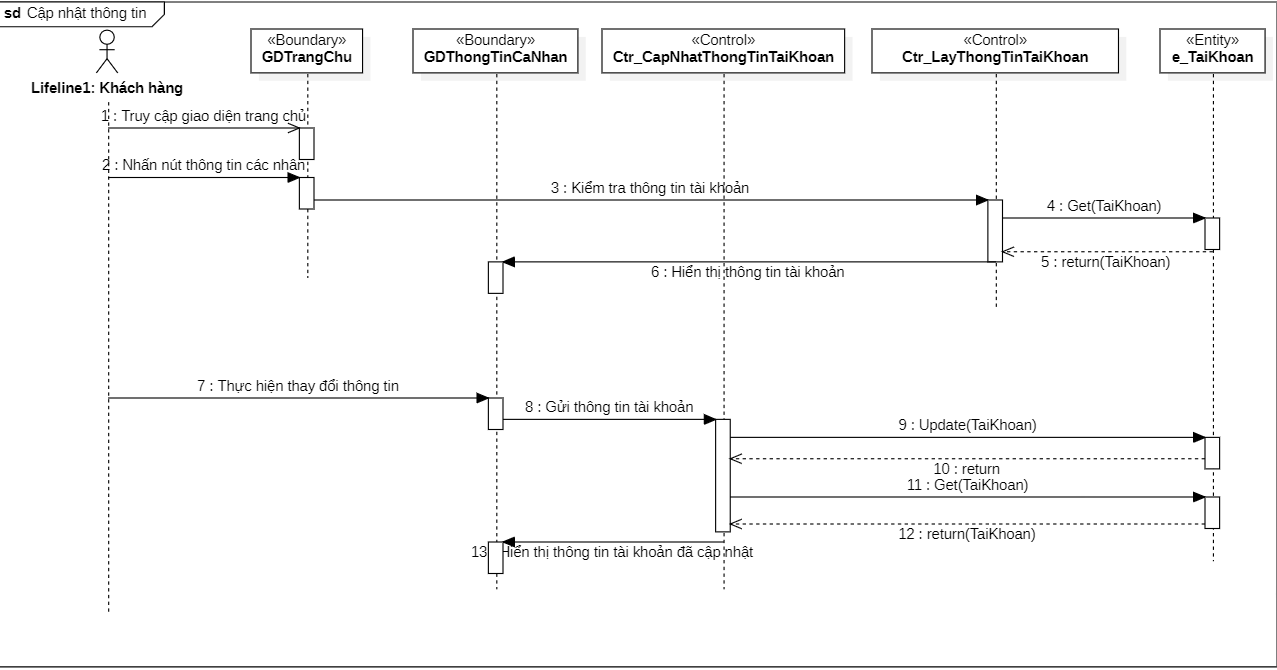 sd Cập nhật thông tin
«Boundary»
GDTrangChu
«Boundary»
GDThongTinCaNhan
«Control»
Ctr_CapNhatThongTinTaiKhoan
«Control»
Ctr_LayThongTinTaiKhoan
«Entity»
e_TaiKhoan
Lifeline1: Khách hàng
1 : Truy cập giao diện trang chủ
2 : Nhấn nút thông tin các nhân
3 : Kiểm tra thông tin tài khoản
4 : Get(TaiKhoan)
5 : return(TaiKhoan)
6 : Hiển thị thông tin tài khoản
7 : Thực hiện thay đổi thông tin
8 : Gửi thông tin tài khoản
9 : Update(TaiKhoan)
10 : return
11 : Get(TaiKhoan)
12 : return(TaiKhoan)
13 Hiển thị thông tin tài khoản đã cập nhật